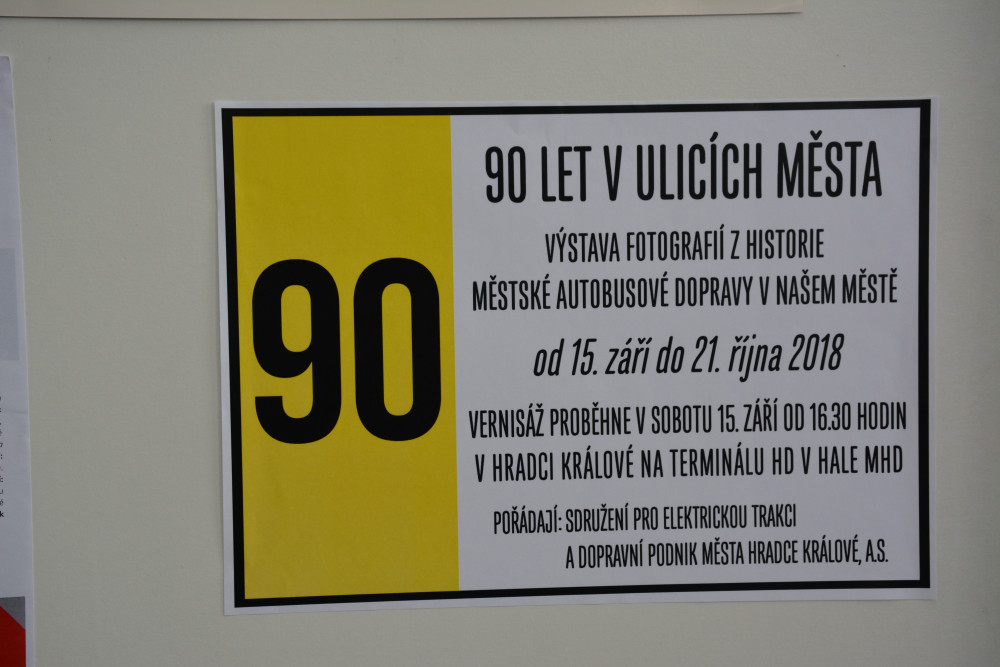 90
90 LET V ULICÍCH MĚSTA
VÝSTAVA FOTOGRAFIÍ Z HISTORIE
MĚSTSKÉ AUTOBUSOVÉ DOPRAVY V NAŠEM MĚSTĚ
od 15. září do 21. října 2018
VERNISÁŽ PROBĚHNE V SOBOTU 15. ZÁŘÍ OD 16.30 HODIN
V HRADCI KRÁLOVÉ NA TERMINÁLU HD V HALE MHD
POŘÁDAJÍ: SDRUŽENÍ PRO ELEKTRICKOU TRAKCI
A DOPRAVNÍ PODNIK MĚSTA HRADCE KRÁLOVÉ, A.S.